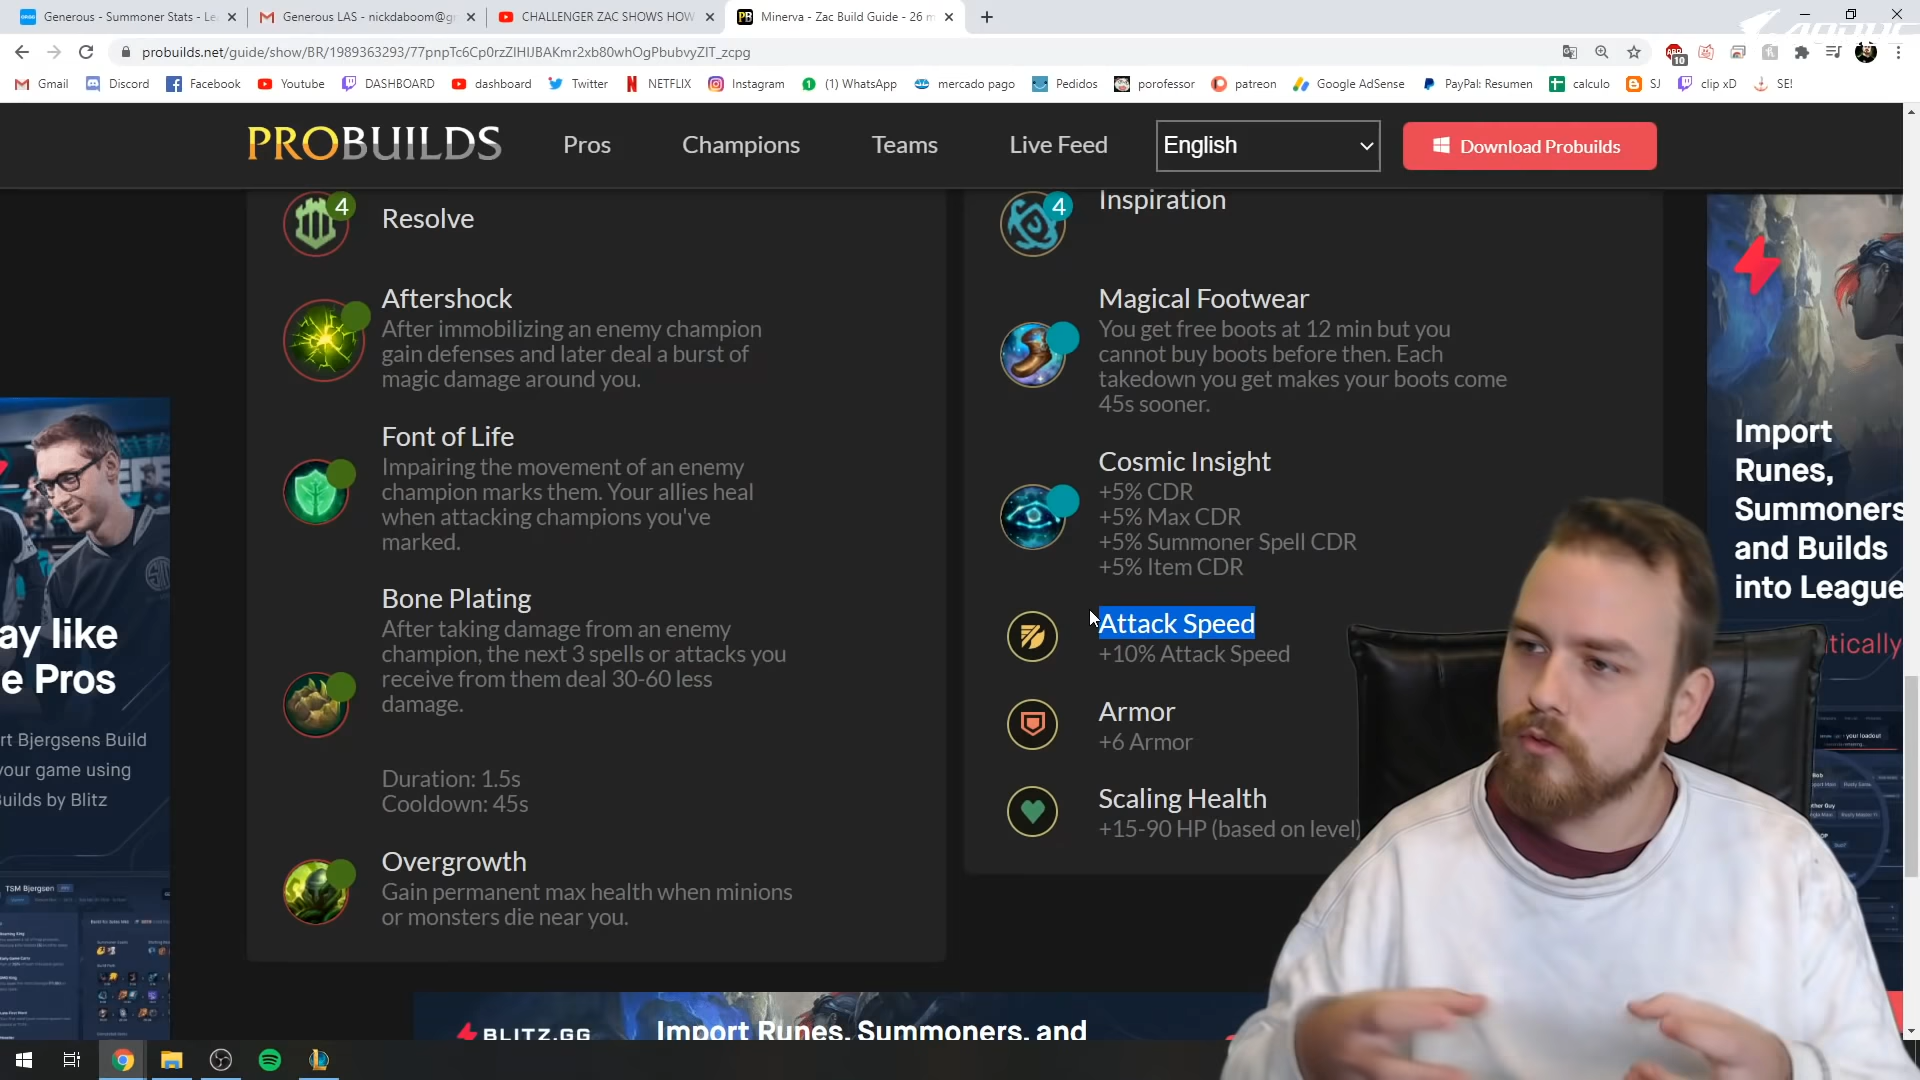 Generous - Summoner Stats - Le
Generous LAS - nickdaboom@gm
CHALLENGER ZAC SHOWS HOW
Minerva - Zac Build Guide - 26 m
probuilds.net/guide/show/BR/1989363293/77pnpTc6Cp0rzZIHIJBAKmr2xb80whOgPbubvyZIT_zcpg
10
Gmail
Discord
Facebook
Youtube
DASHBOARD
dashboard
Twitter
NETFLIX
Instagram
(1) WhatsApp
mercado pago
Pedidos
porofessor
patreon
Google AdSense
PayPal: Resumen
calculo
SJ
clip xD
SE!
PROBUILDS
Pros
Champions
Teams
Live Feed
English
Download Probuilds
4
Resolve
Aftershock
After immobilizing an enemy champion
gain defenses and later deal a burst of
magic damage around you.
Font of Life
Impairing the movement of an enemy
champion marks them. Your allies heal
when attacking champions you've
marked.
Bone Plating
After taking damage from an enemy
champion, the next 3 spells or attacks you
receive from them deal 30-60 less
damage.
Duration: 1.5s
Cooldown: 45s
Overgrowth
Gain permanent max health when minions
or monsters die near you.
4
Inspiration
Magical Footwear
You get free boots at 12 min but you
cannot buy boots before then. Each
takedown you get makes your boots come
45s sooner.
Cosmic Insight
+5% CDR
+5% Max CDR
+5% Summoner Spell CDR
+5% Item CDR
Attack Speed
+10% Attack Speed
Armor
+6 Armor
Scaling Health
+15-90 HP (based on level)
ay like
e Pros
rt Bjergsens Build
your game using
Builds by Blitz
TSM Bjergsen
Import
Runes,
Summoners
and Builds
into League
tically
your loadout
BLITZ.GG
Import Runes, Summoners, and